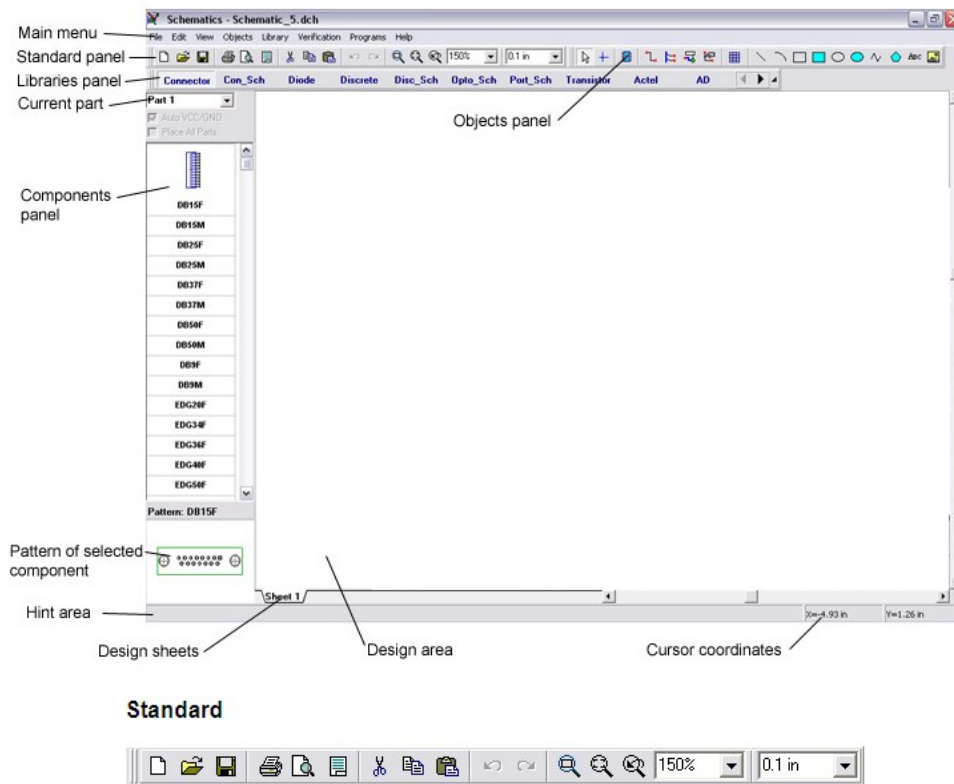 Schematics - Schematic_5.dch
Main menu
File Edit View Objects Library Verification Programs Help
Standard panel
150% 0.1 in
Abc
Libraries panel
Connector Con_Sch Diode Discrete Disc_Sch Opto_Sch Port_Sch Transistor Actel AD
Current part
Part 1
Auto VCC/GND
Place All Parts
Objects panel
Components
panel
DB15F
DB15M
DB25F
DB25M
DB37F
DB37M
DB50F
DB50M
DB9F
DB9M
EDG20F
EDG34F
EDG36F
EDG40F
EDG50F
Pattern: DB15F
Pattern of selected
component
Sheet 1
Hint area
X=-4.93 in Y=1.26 in
Design sheets
Design area
Cursor coordinates
Standard
150% 0.1 in